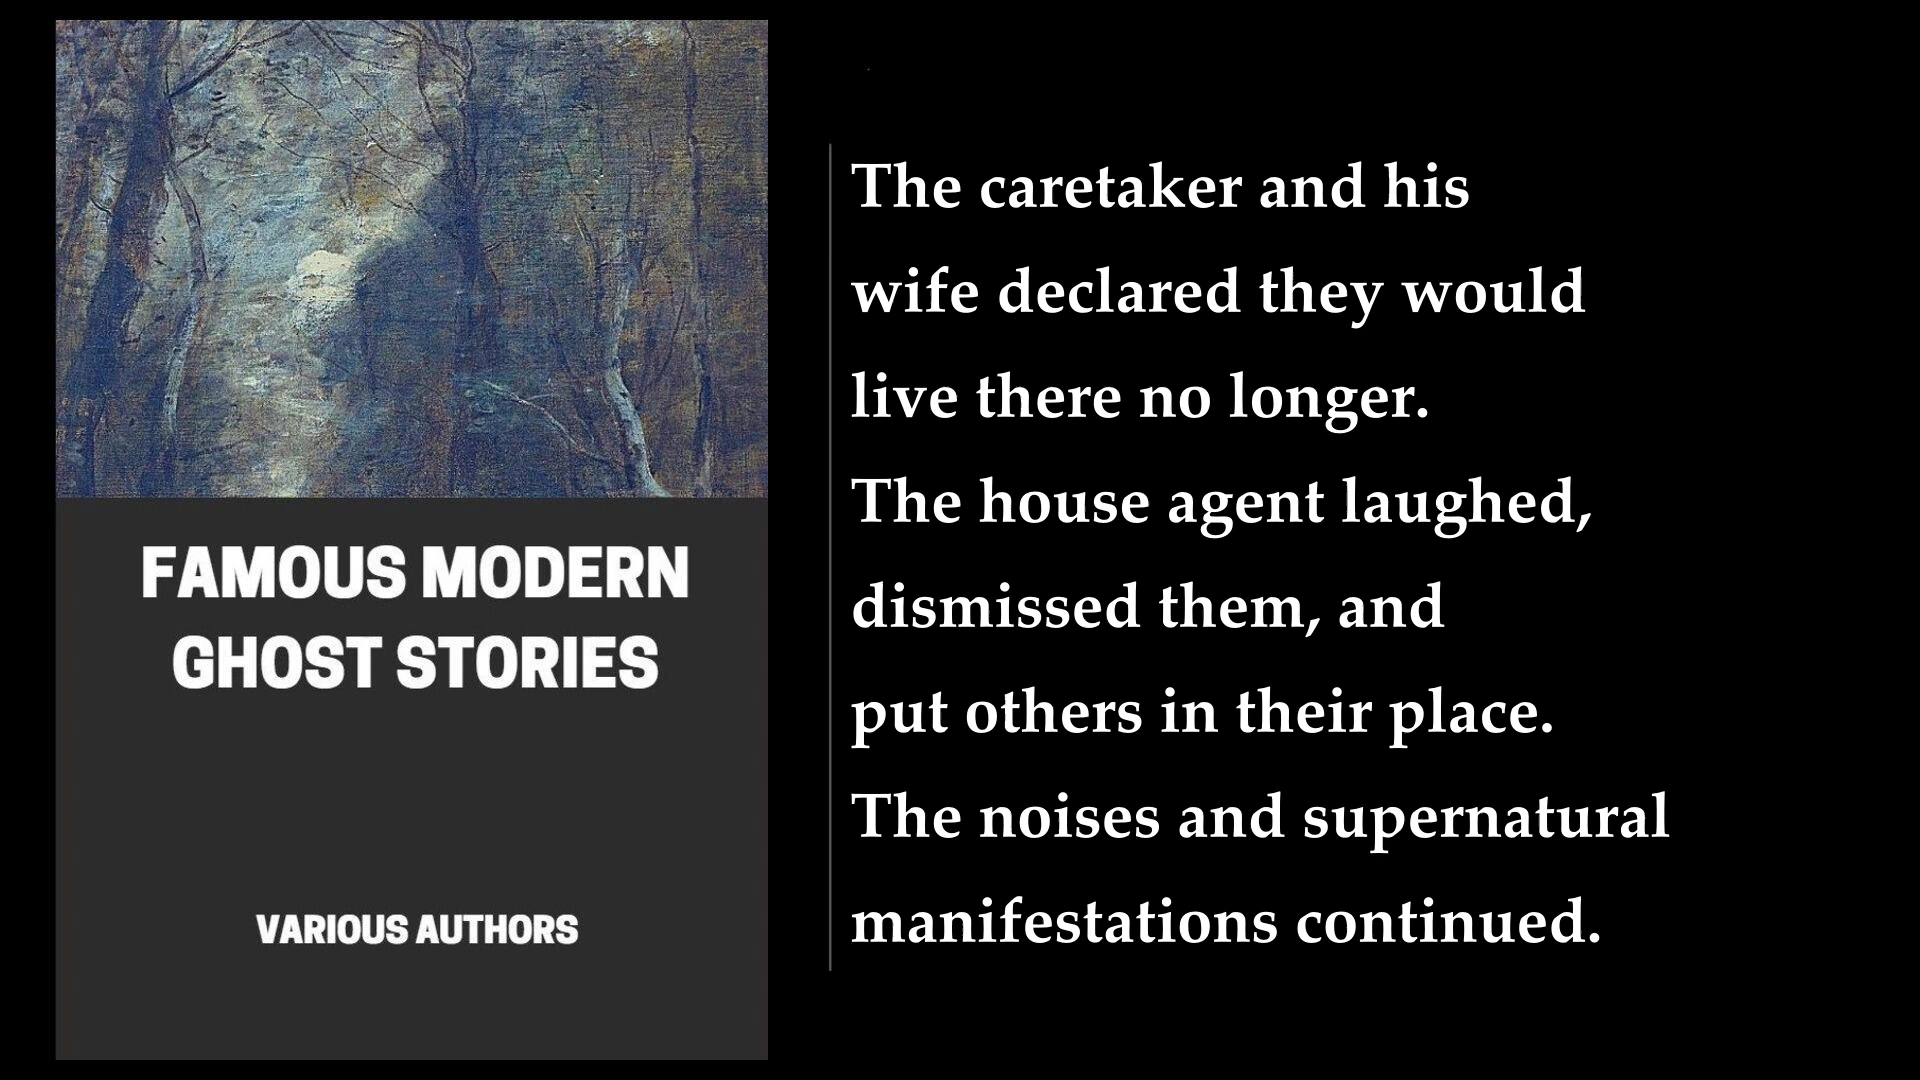 FAMOUS MODERN
GHOST STORIES
VARIOUS AUTHORS
The caretaker and his
wife declared they would
live there no longer.
The house agent laughed,
dismissed them, and
put others in their place.
The noises and supernatural
manifestations continued.